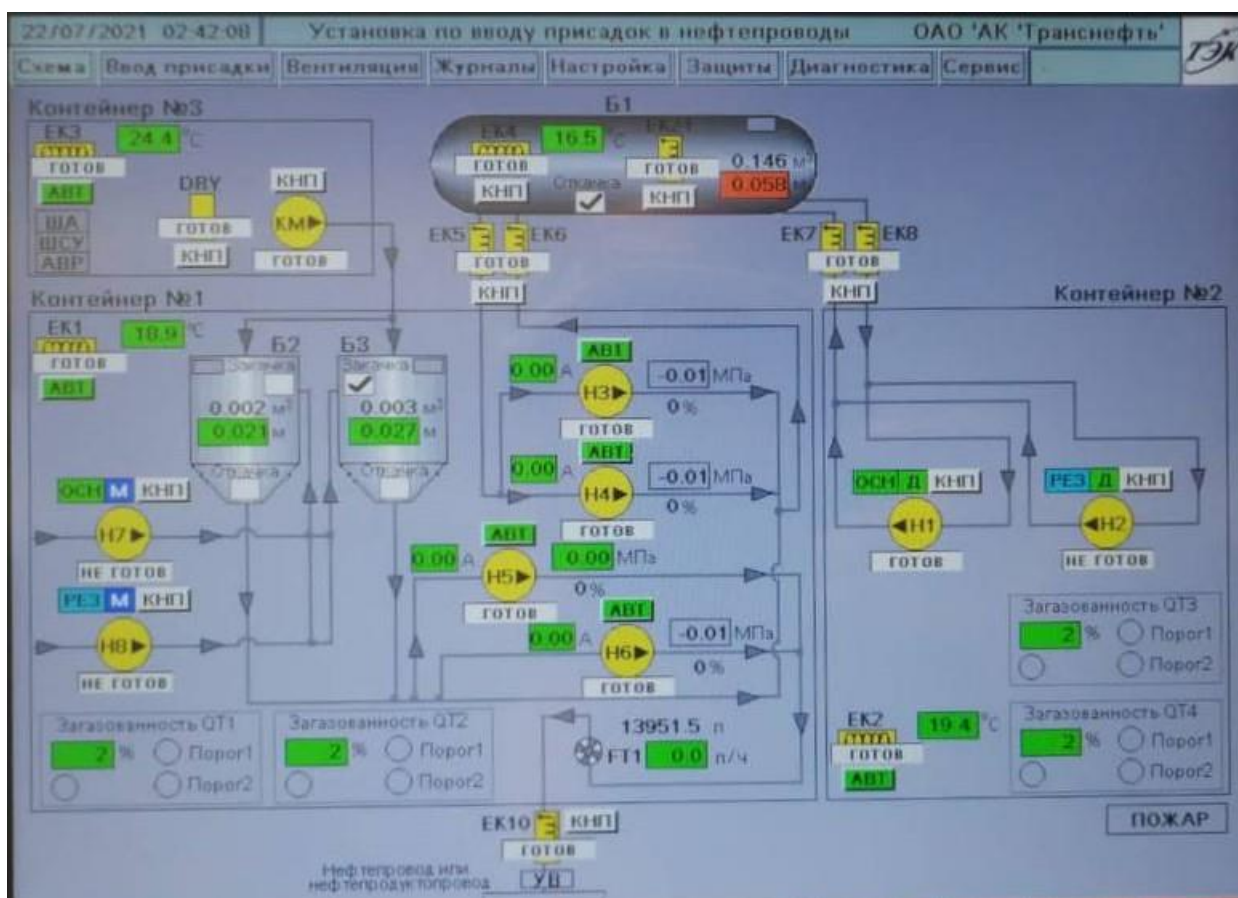 22/07/2021 02:42:08 Установка по вводу присадок в нефтепроводы ОАО 'АК 'Транснефть' ТЭК
Схема Ввод присадки Вентиляция Журналы Настройка Защиты Диагностика Сервис
Контейнер №3
ЕК3 24.4 °С
ГОТОВ
АВТ
ША
ШСУ
АВР
DRY
ГОТОВ
КНП
КНП
КМ
ГОТОВ
Б1
ЕК4 16.5 °С
ГОТОВ
КНП
Откачка
ГОТОВ
КНП
0.146 м³
0.058 м
ЕК5 ЕК6
ГОТОВ
КНП
ЕК7 ЕК8
ГОТОВ
КНП
Контейнер №1
ЕК1 18.9 °С
ГОТОВ
АВТ
Б2
Закачка
0.002 м³
0.021 м
Откачка
Б3
Закачка
0.003 м³
0.027 м
Откачка
ОСН М КНП
Н7
НЕ ГОТОВ
РЕЗ М КНП
Н8
НЕ ГОТОВ
АВТ
0.00 А Н3 -0.01 МПа
0%
ГОТОВ
АВТ
0.00 А Н4 -0.01 МПа
0%
ГОТОВ
АВТ
0.00 А Н5 0.00 МПа
0%
ГОТОВ
АВТ
0.00 А Н6 -0.01 МПа
0%
ГОТОВ
Загазованность QT1
2 % Порог1
Порог2
Загазованность QT2
2 % Порог1
Порог2
13951.5 л
FT1 0.0 л/ч
Контейнер №2
ОСН Д КНП
Н1
ГОТОВ
РЕЗ Д КНП
Н2
НЕ ГОТОВ
Загазованность QT3
2 % Порог1
Порог2
ЕК2 19.4 °С
ГОТОВ
АВТ
Загазованность QT4
2 % Порог1
Порог2
ПОЖАР
ЕК10 КНП
ГОТОВ
Нефтепровод или
нефтепродуктопровод УВ